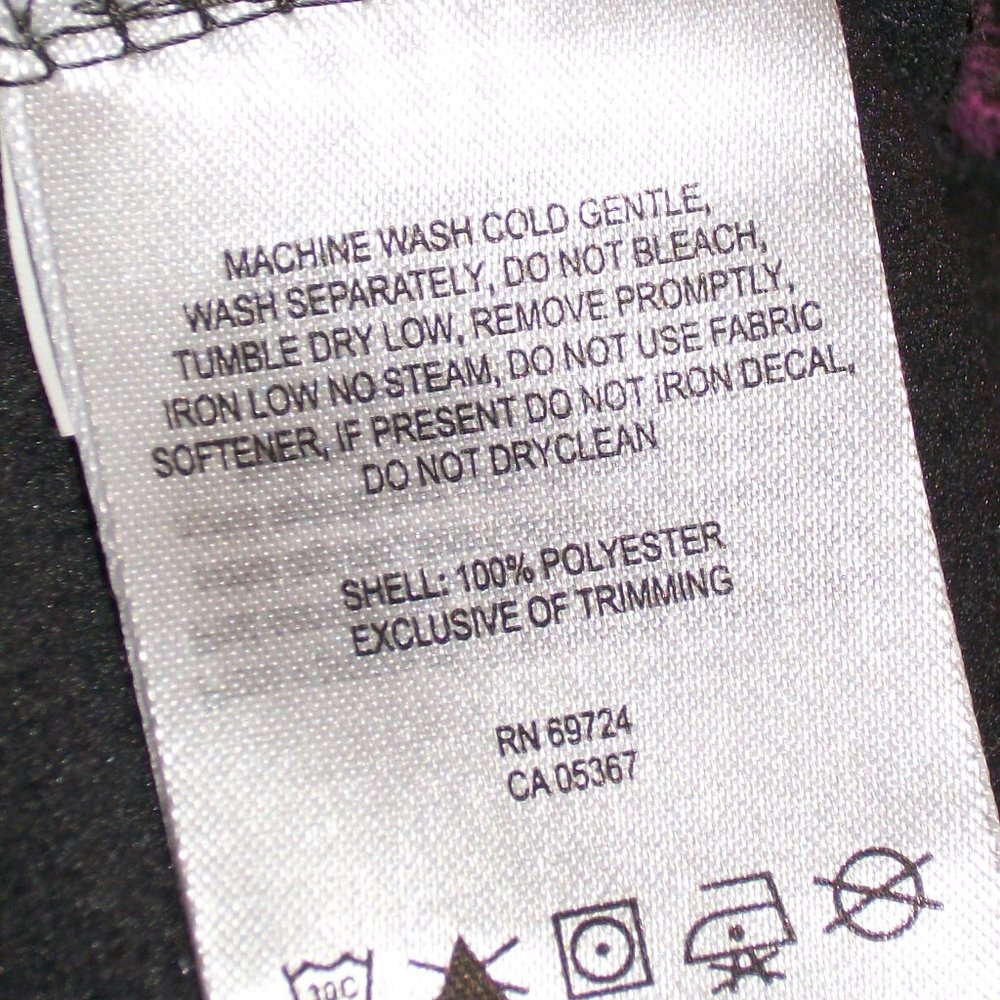 MACHINE WASH COLD GENTLE,
WASH SEPARATELY, DO NOT BLEACH,
TUMBLE DRY LOW, REMOVE PROMPTLY,
IRON LOW NO STEAM, DO NOT USE FABRIC
SOFTENER, IF PRESENT DO NOT IRON DECAL,
DO NOT DRYCLEAN
SHELL: 100% POLYESTER
EXCLUSIVE OF TRIMMING
RN 69724
CA 05367
30C